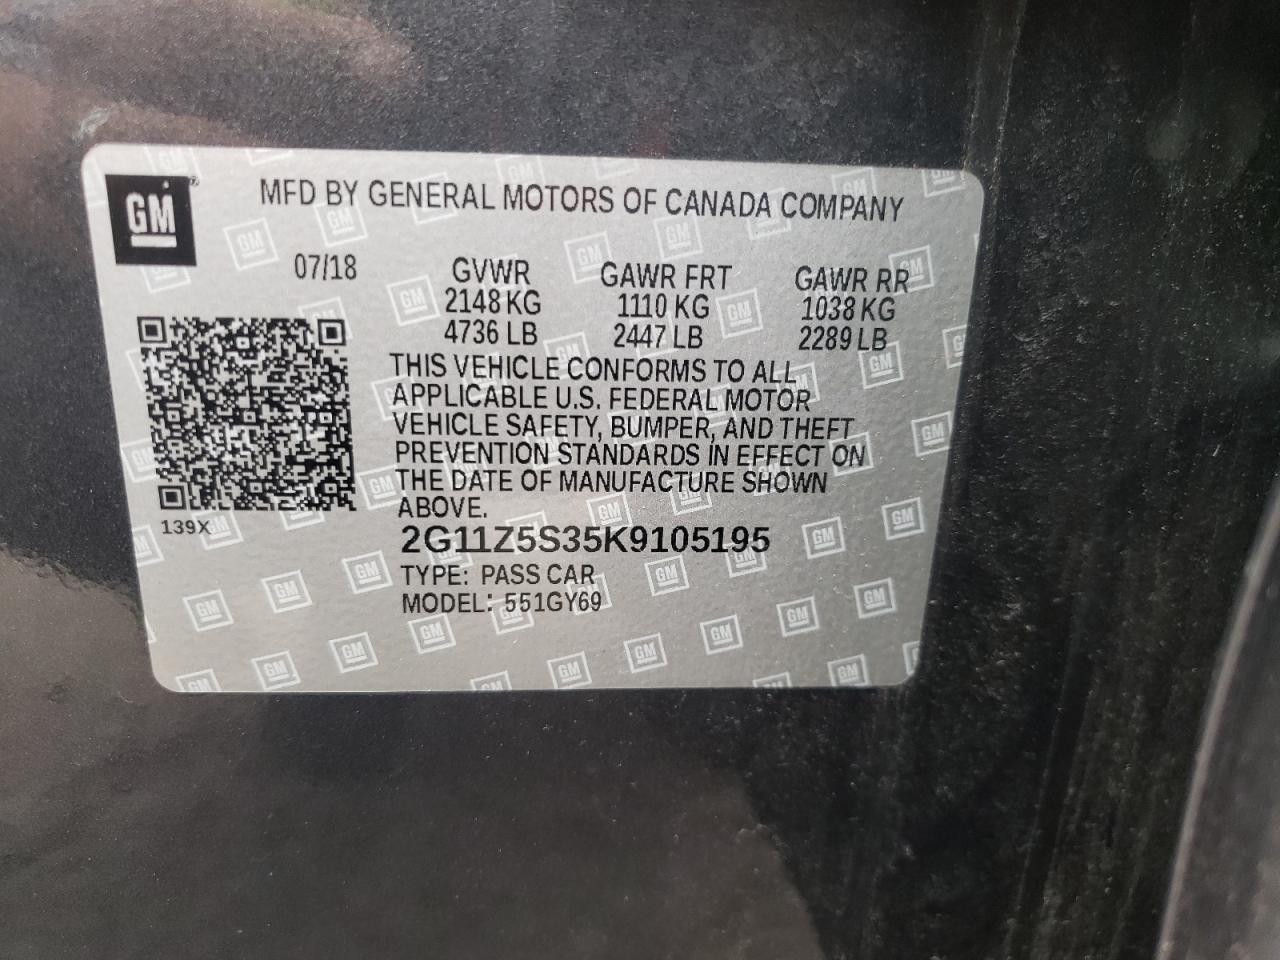 GM
MFD BY GENERAL MOTORS OF CANADA COMPANY
07/18
GVWR
2148 KG
4736 LB
GAWR FRT
1110 KG
2447 LB
GAWR RR
1038 KG
2289 LB
THIS VEHICLE CONFORMS TO ALL
APPLICABLE U.S. FEDERAL MOTOR
VEHICLE SAFETY, BUMPER, AND THEFT
PREVENTION STANDARDS IN EFFECT ON
THE DATE OF MANUFACTURE SHOWN
ABOVE.
139X
2G11Z5S35K9105195
TYPE: PASS CAR
MODEL: 551GY69